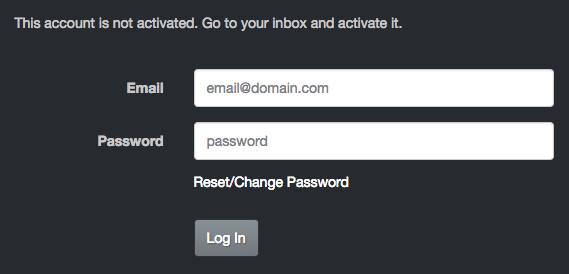 This account is not activated. Go to your inbox and activate it.
Email
email@domain.com
Password
password
Reset/Change Password
Log In